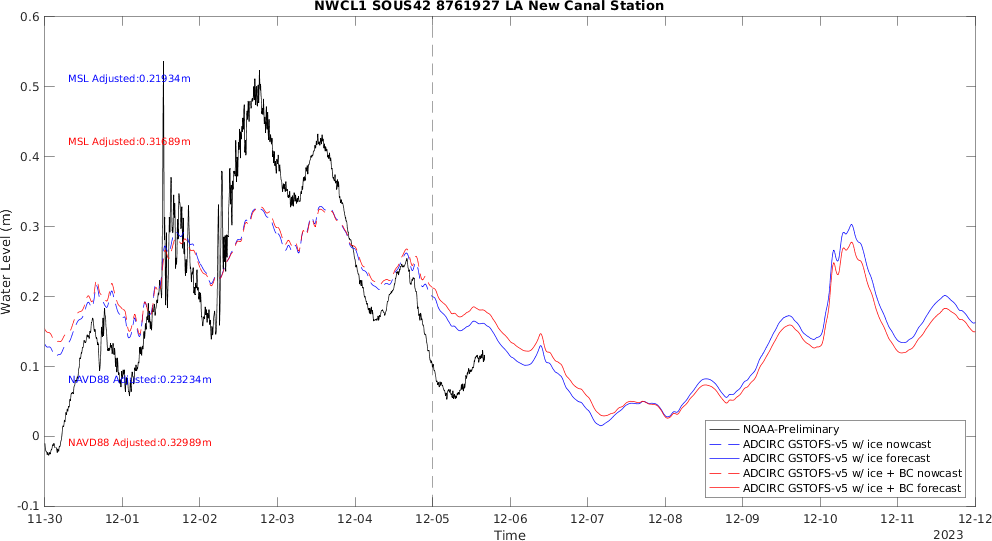 NWCL1 SOUS42 8761927 LA New Canal Station
Water Level (m)
0.6
0.5
0.4
0.3
0.2
0.1
0
-0.1
MSL Adjusted:0.21934m
MSL Adjusted:0.31689m
NAVD88 Adjusted:0.23234m
NAVD88 Adjusted:0.32989m
NOAA-Preliminary
ADCIRC GSTOFS-v5 w/ ice nowcast
ADCIRC GSTOFS-v5 w/ ice forecast
ADCIRC GSTOFS-v5 w/ ice + BC nowcast
ADCIRC GSTOFS-v5 w/ ice + BC forecast
11-30 12-01 12-02 12-03 12-04 12-05 12-06 12-07 12-08 12-09 12-10 12-11 12-12
Time
2023